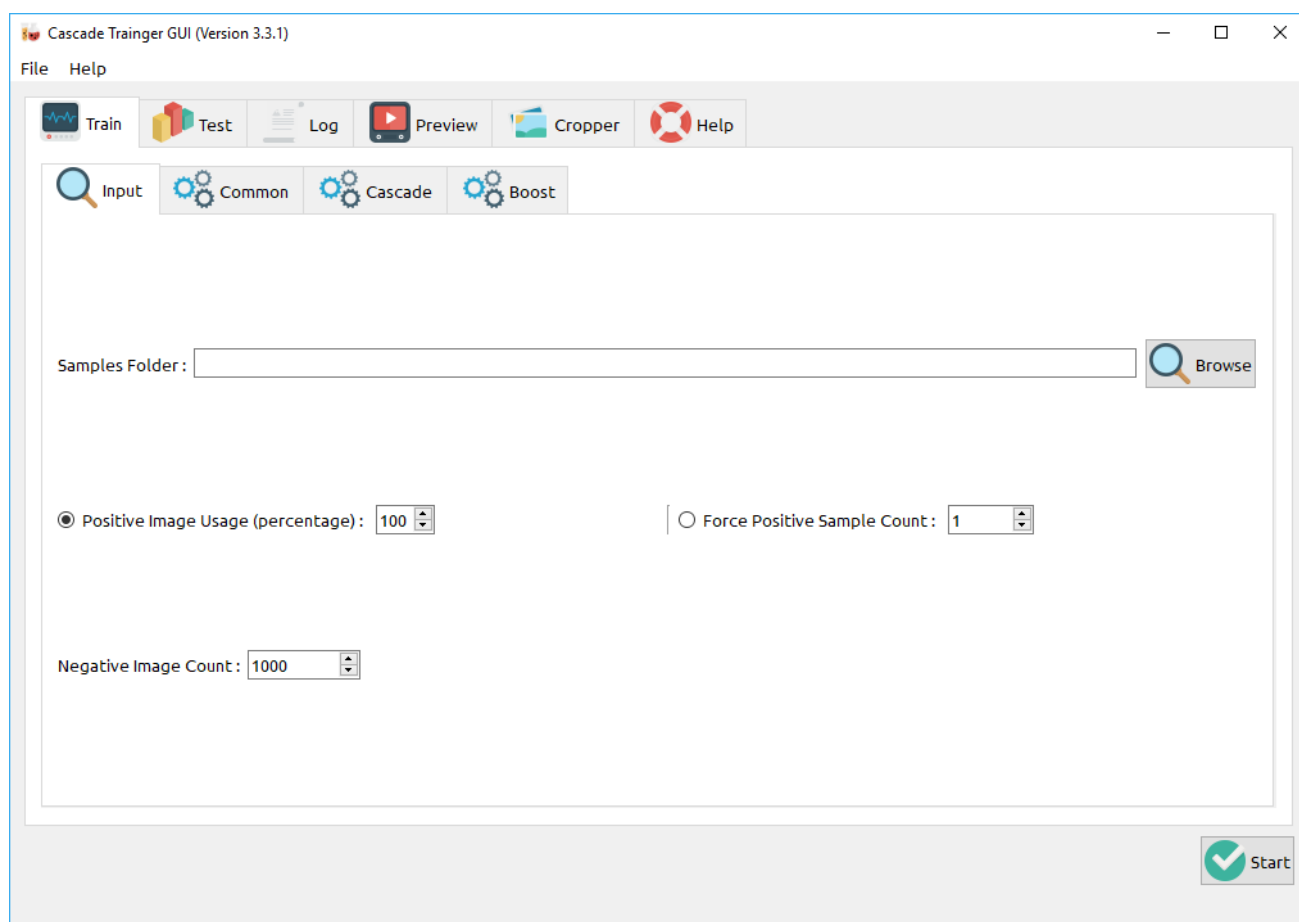 Cascade Trainger GUI (Version 3.3.1)
File Help
Train Test Log Preview Cropper Help
Input Common Cascade Boost
Samples Folder : Browse
Positive Image Usage (percentage) : 100 Force Positive Sample Count : 1
Negative Image Count : 1000
Start